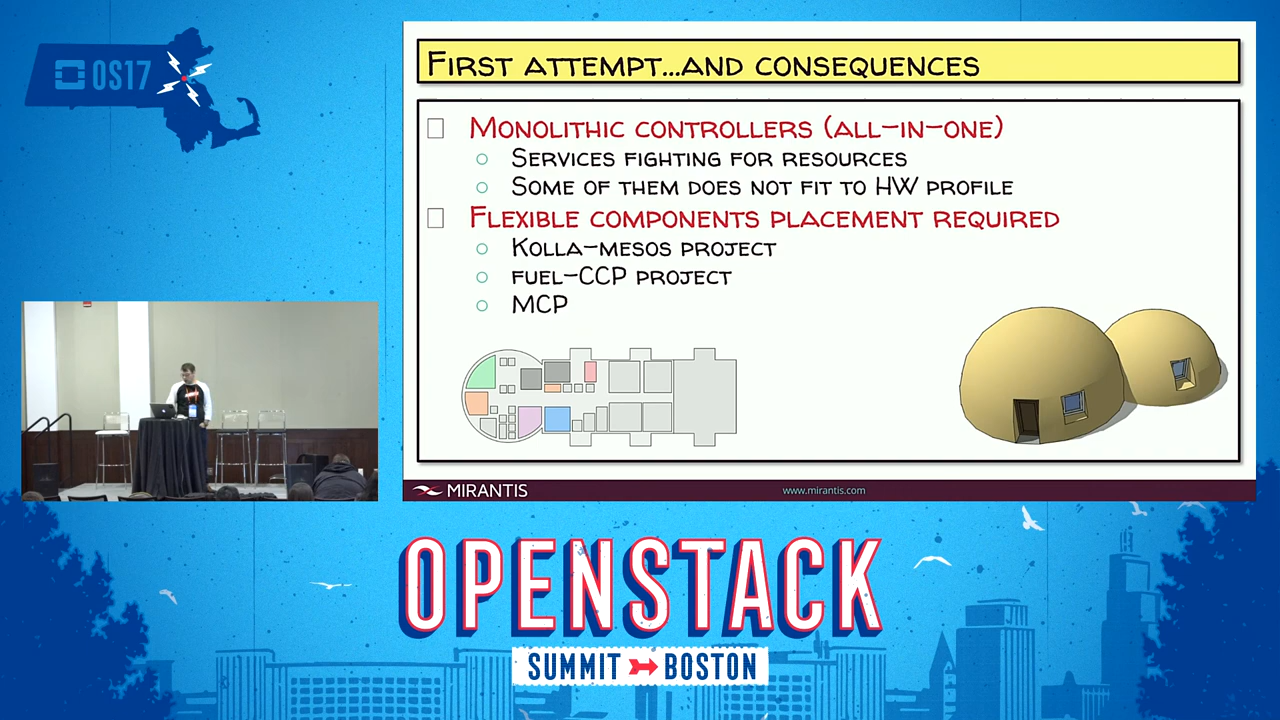 OS17
FIRST ATTEMPT...AND CONSEQUENCES
MONOLITHIC CONTROLLERS (ALL-IN-ONE)
SERVICES FIGHTING FOR RESOURCES
SOME OF THEM DOES NOT FIT TO HW PROFILE
FLEXIBLE COMPONENTS PLACEMENT REQUIRED
KOLLA-MESOS PROJECT
FUEL-CCP PROJECT
MCP
MIRANTIS
www.mirantis.com
OPENSTACK
SUMMIT BOSTON